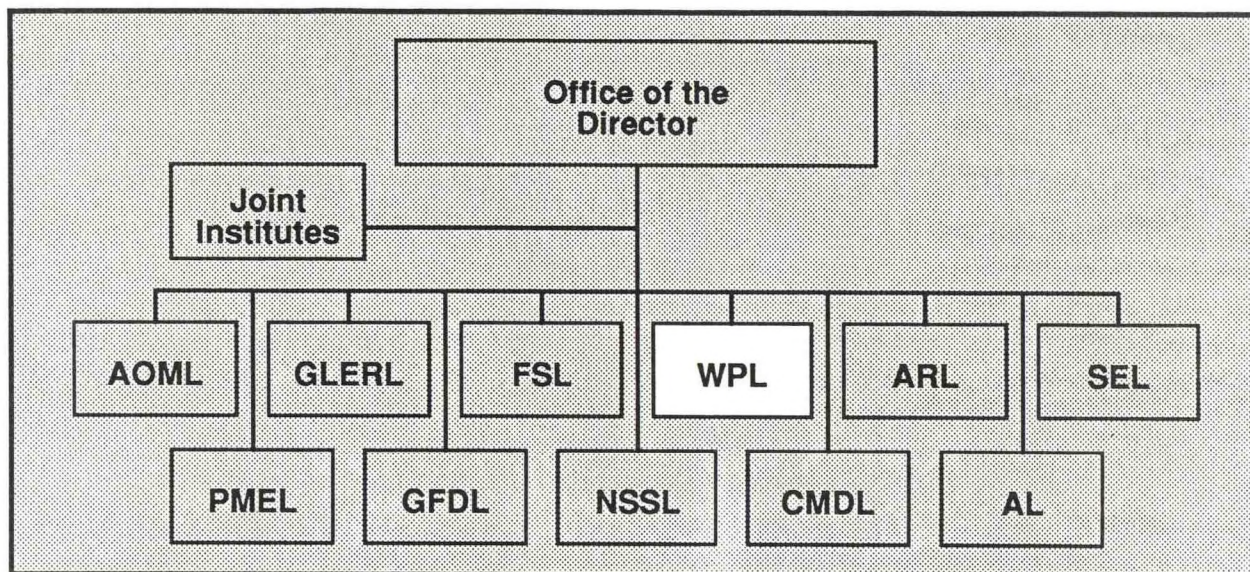 Office of the
Director
Joint
Institutes
AOML
GLERL
FSL
WPL
ARL
SEL
PMEL
GFDL
NSSL
CMDL
AL